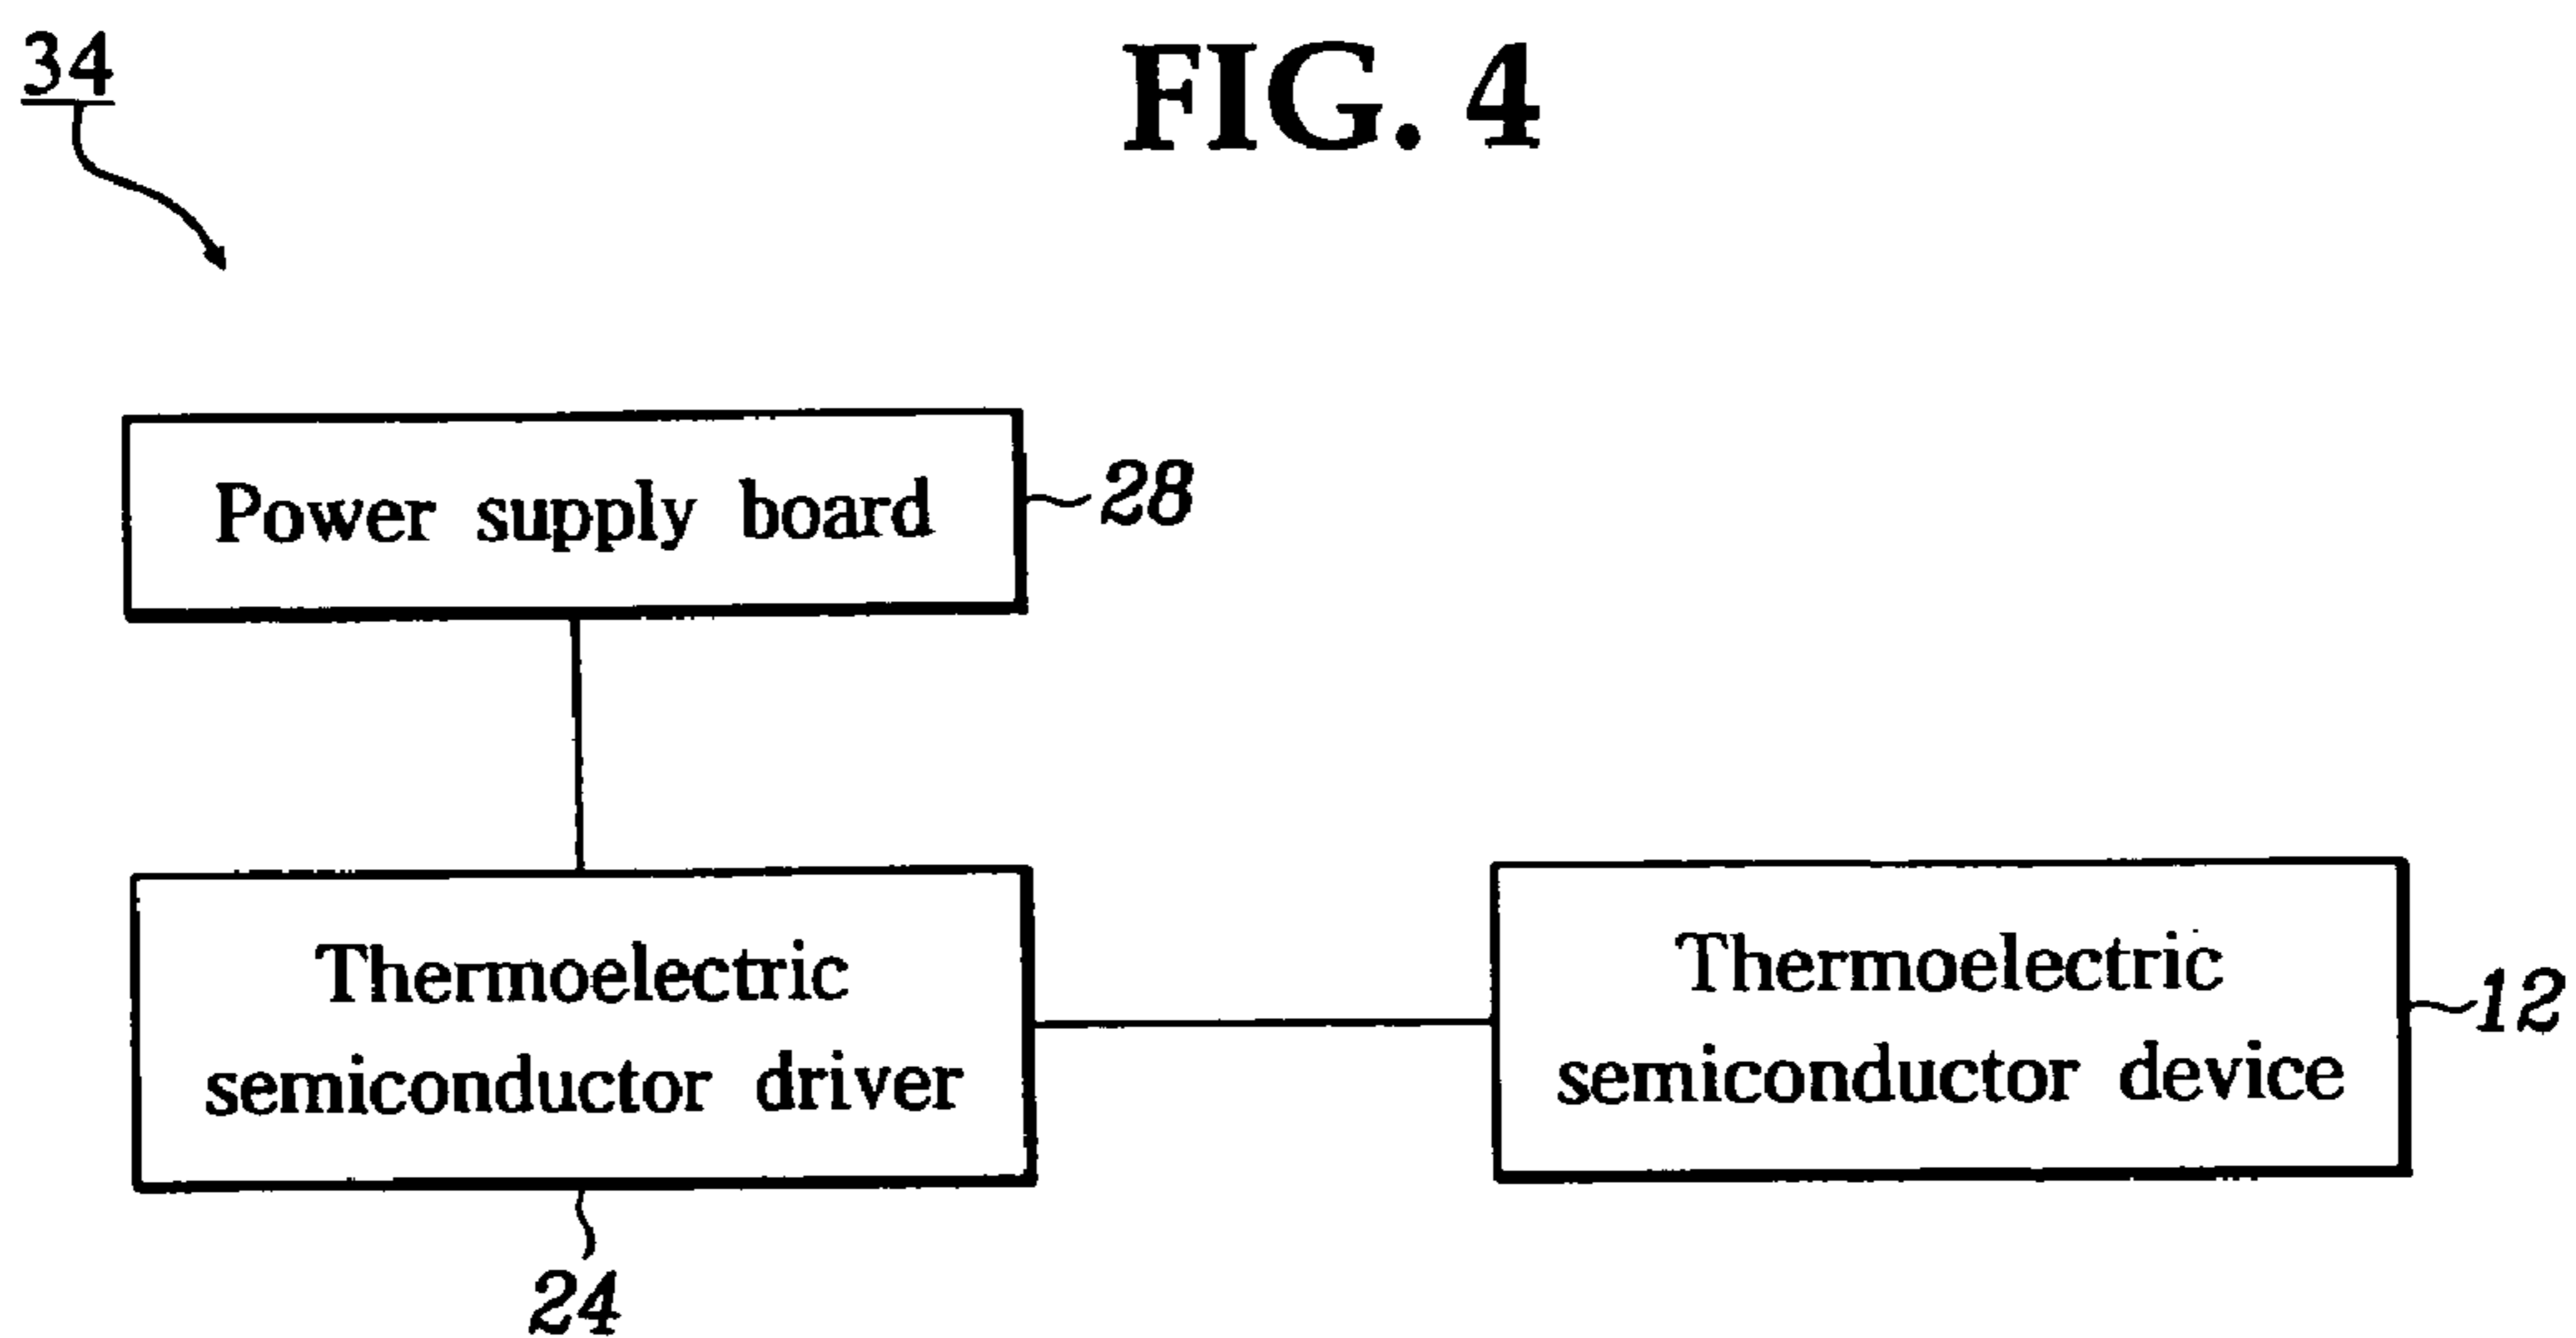 34
FIG. 4
Power supply board
28
Thermoelectric
semiconductor driver
24
Thermoelectric
semiconductor device
12